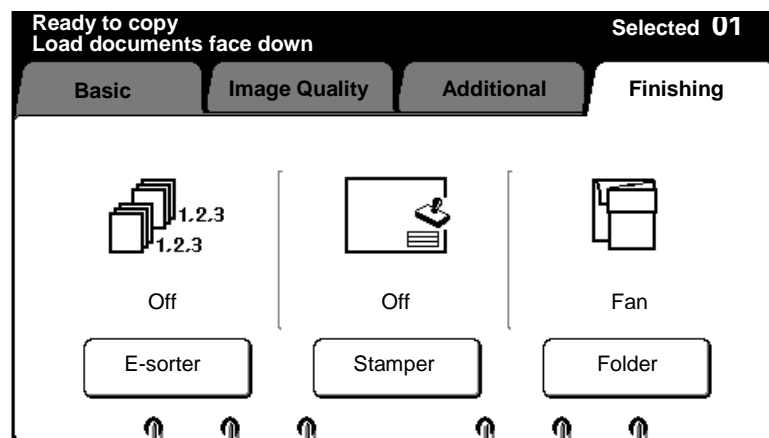 Ready to copy
Load documents face down
Selected 01
Basic
Image Quality
Additional
Finishing
1,2,3
1,2,3
Off
Off
Fan
E-sorter
Stamper
Folder